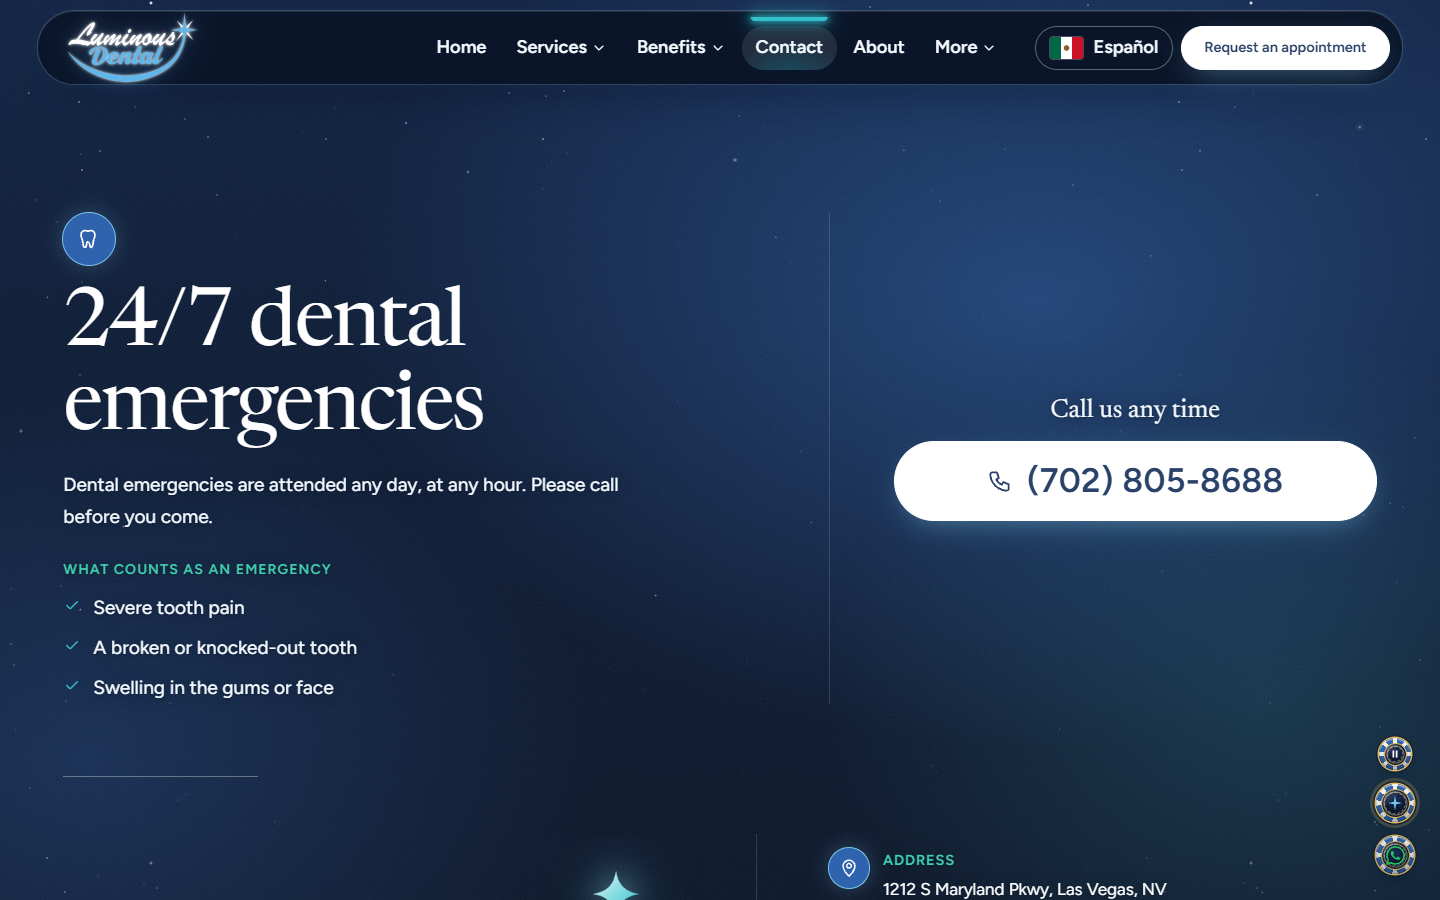 Luminous
Dental
Home
Services
Benefits
Contact
About
More
Español
Request an appointment
24/7 dental
emergencies
Dental emergencies are attended any day, at any hour. Please call
before you come.
WHAT COUNTS AS AN EMERGENCY
Severe tooth pain
A broken or knocked-out tooth
Swelling in the gums or face
Call us any time
(702) 805-8688
ADDRESS
1212 S Maryland Pkwy, Las Vegas, NV